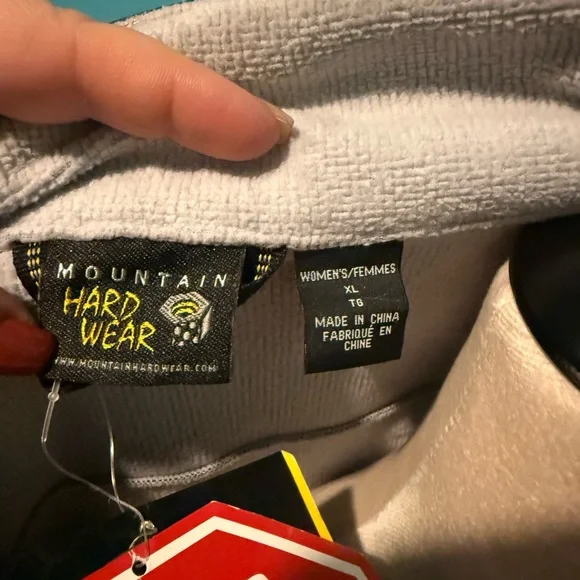 MOUNTAIN
HARD
WEAR
WWW.MOUNTAINHARDWEAR.COM
WOMEN'S/FEMMES
XL
TG
MADE IN CHINA
FABRIQUÉ EN
CHINE